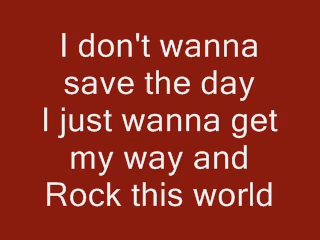 I don't wanna
save the day
I just wanna get
my way and
Rock this world